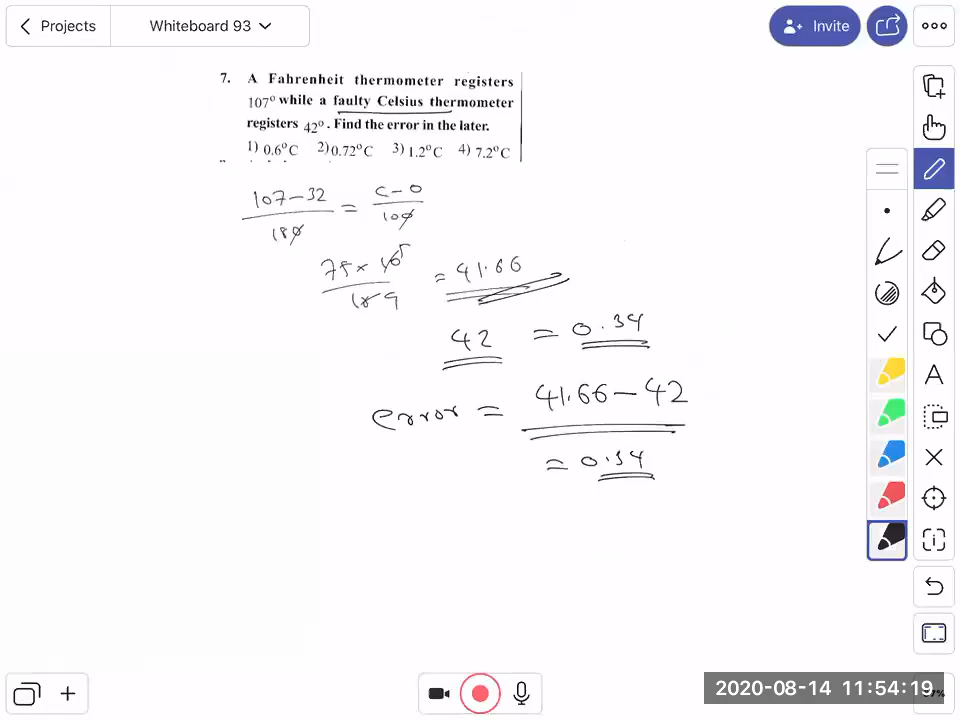 Projects
Whiteboard 93
Invite
7. A Fahrenheit thermometer registers
107° while a faulty Celsius thermometer
registers 42°. Find the error in the later.
1) 0.6°C 2) 0.72°C 3) 1.2°C 4) 7.2°C
107-32 / 180 = C-0 / 100
75 × 10 5 / 18 9 = 41.66
42 = 0.34
error = 41.66-42
= 0.34
2020-08-14 11:54:19